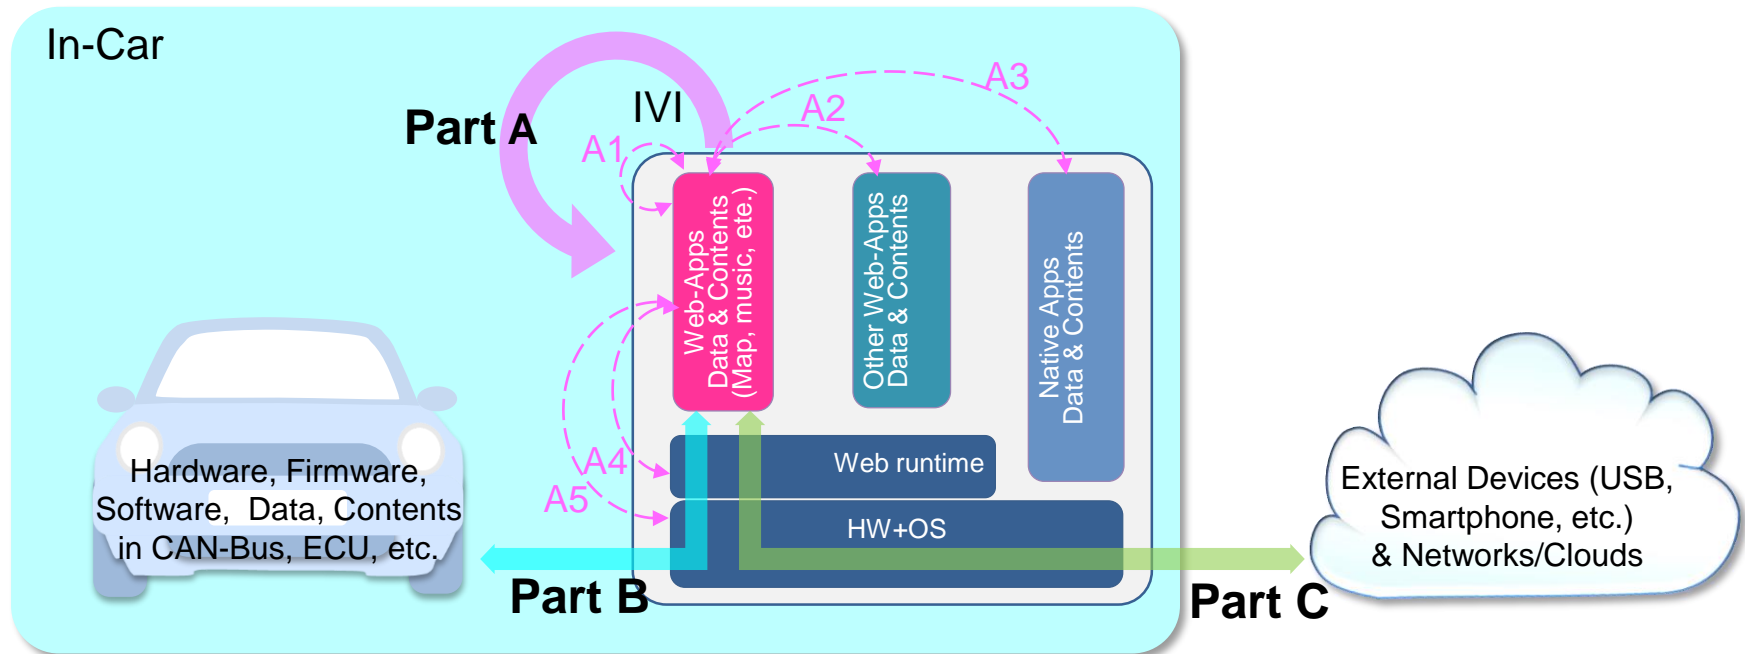 In-Car
Part A
IVI
A1
A2
A3
Web-Apps
Data & Contents
(Map, music, ete.)
Other Web-Apps
Data & Contents
Native Apps
Data & Contents
A4
A5
Web runtime
HW+OS
Hardware, Firmware,
Software, Data, Contents
in CAN-Bus, ECU, etc.
Part B
Part C
External Devices (USB,
Smartphone, etc.)
& Networks/Clouds